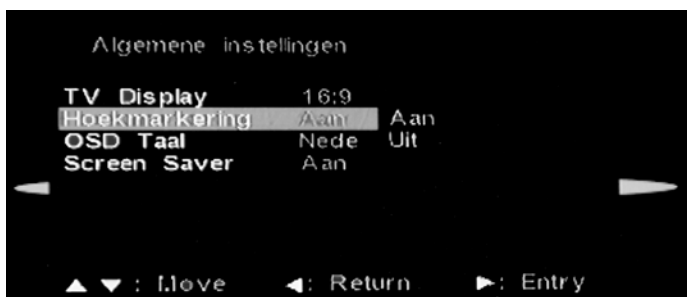 Algemene instellingen
TV Display 16:9
Hoekmarkering Aan Aan
OSD Taal Nede Uit
Screen Saver Aan
▲ ▼ : Move ◀: Return ▶: Entry